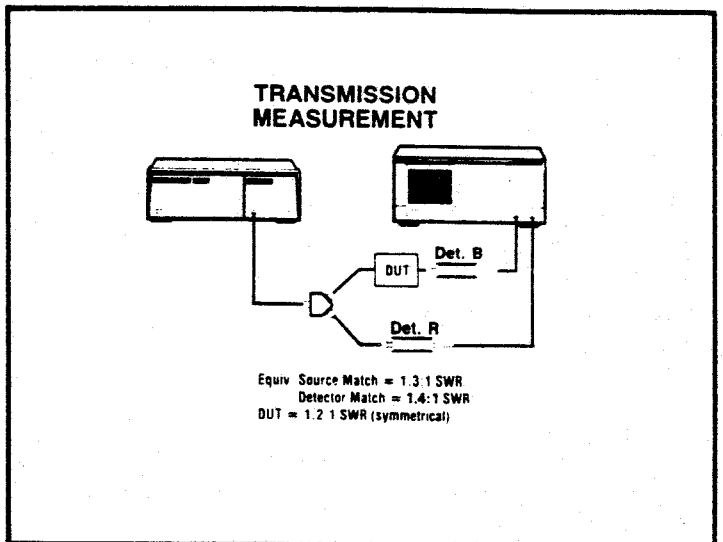 TRANSMISSION
MEASUREMENT
DUT
Det. B
Det. R
Equiv Source Match = 1.3:1 SWR
Detector Match = 1.4:1 SWR
DUT = 1.2 1 SWR (symmetrical)